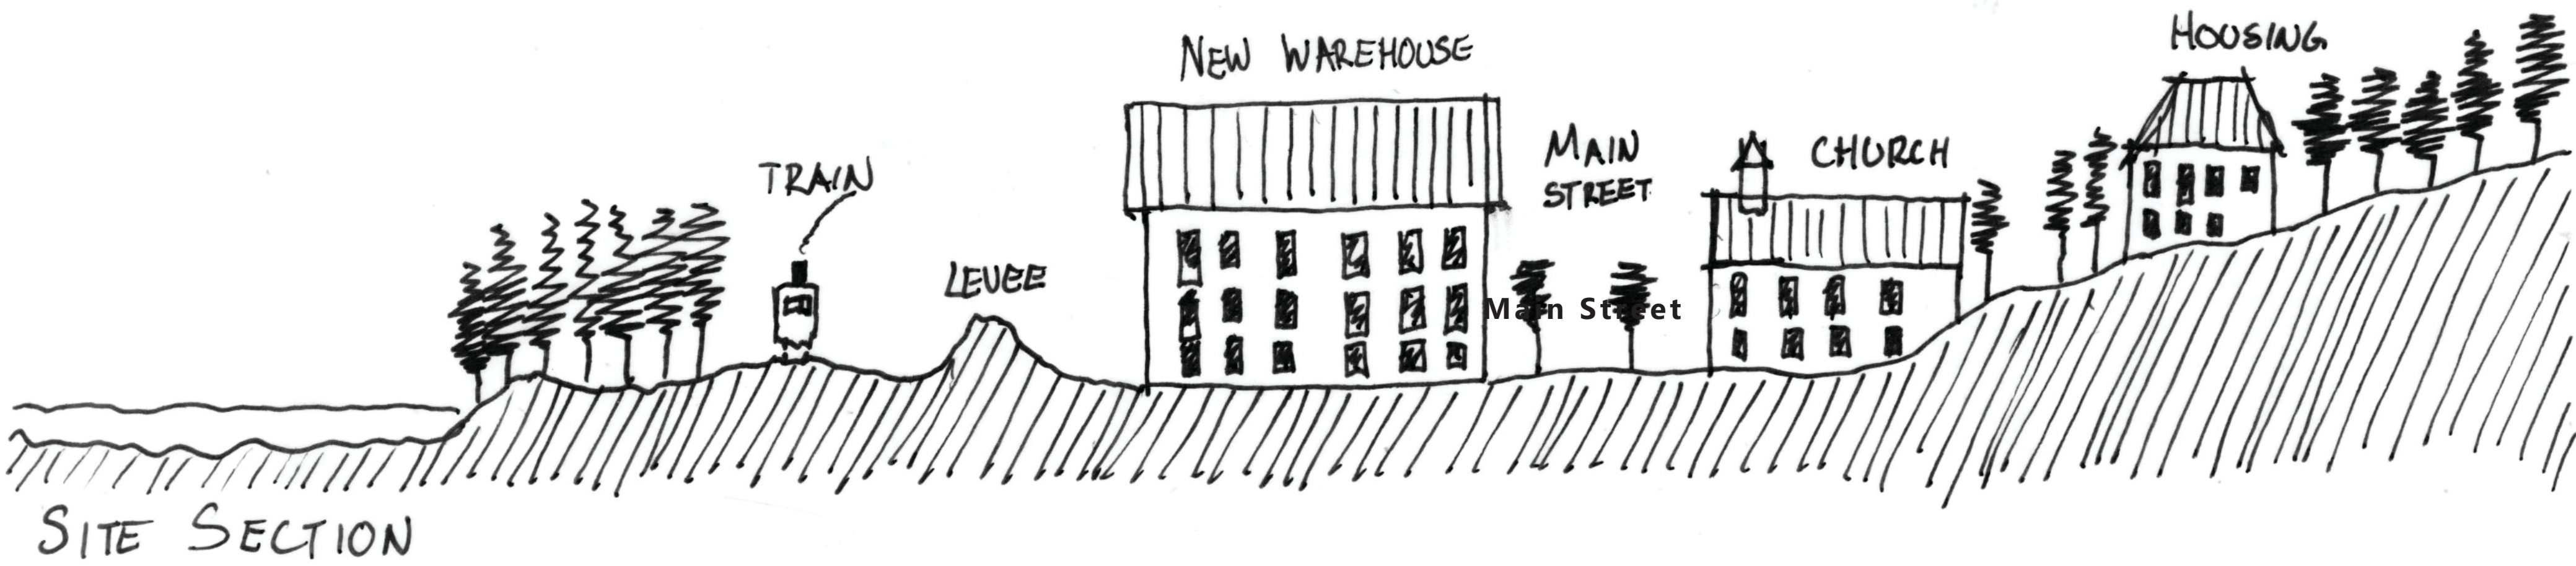 NEW WAREHOUSE
HOUSING
MAIN
STREET
CHURCH
TRAIN
LEVEE
Main Street
SITE SECTION